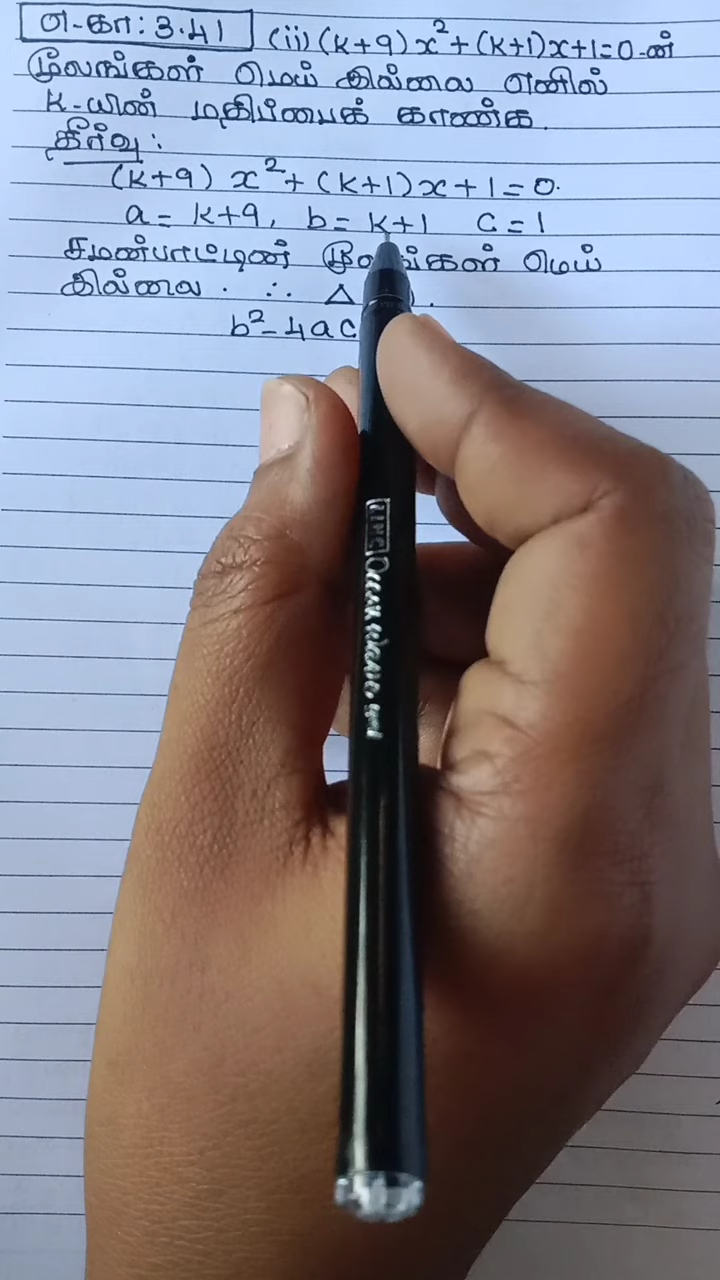 எ-கா: 3.41 (ii) (k+9)x²+(k+1)x+1=0-ன்
மூலங்கள் மெய் இல்லை எனில்
k-யின் மதிப்பைக் காண்க.
தீர்வு:
(k+9) x²+(k+1)x+1=0.
a = k+9, b= k+1 c=1
சமன்பாட்டின் மெய்
இல்லை. ∴ Δ
b²-4ac